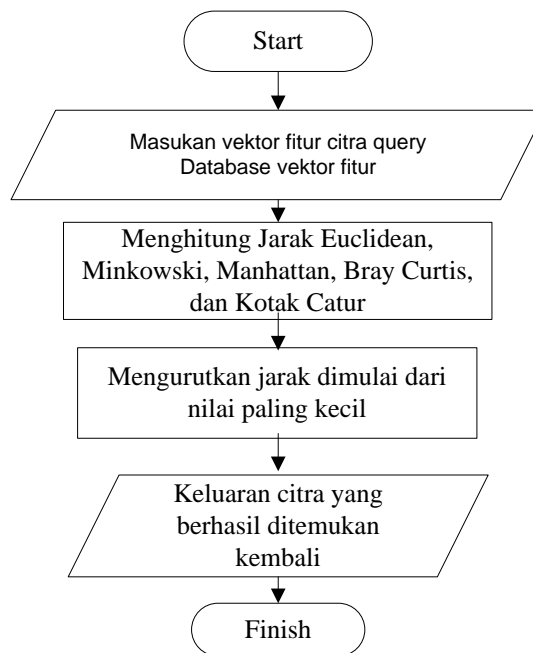 Start
Masukan vektor fitur citra query
Database vektor fitur
Menghitung Jarak Euclidean,
Minkowski, Manhattan, Bray Curtis,
dan Kotak Catur
Mengurutkan jarak dimulai dari
nilai paling kecil
Keluaran citra yang
berhasil ditemukan
kembali
Finish